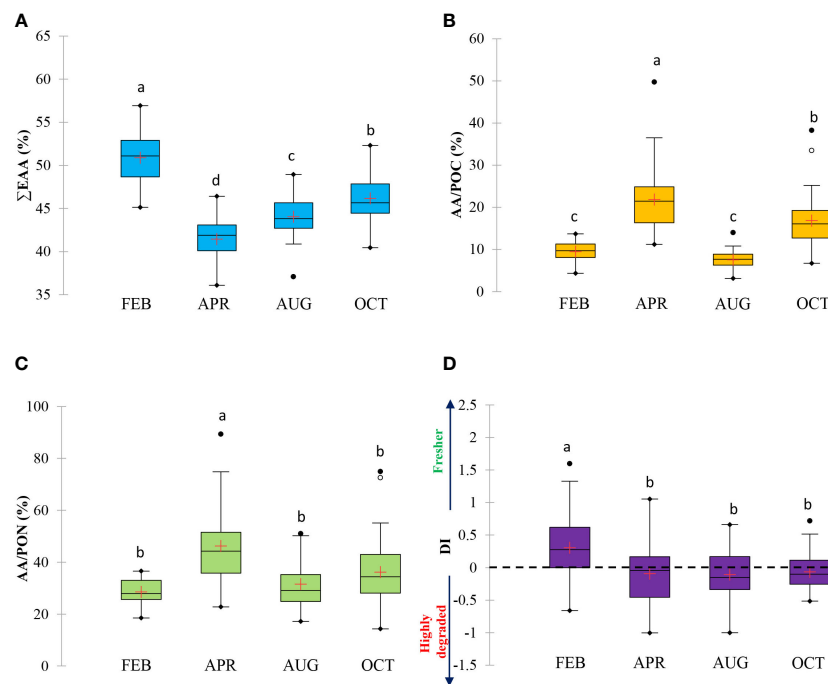 A
65
60
55
50
45
40
35
∑EAA (%)
a
d
c
b
FEB APR AUG OCT
B
60
50
40
30
20
10
0
AA/POC (%)
c
a
c
b
FEB APR AUG OCT
C
100
80
60
40
20
0
AA/PON (%)
b
a
b
b
FEB APR AUG OCT
D
2.5
2
1.5
1
0.5
0
-0.5
-1
-1.5
DI
Fresher
Highly
degraded
a
b
b
b
FEB APR AUG OCT